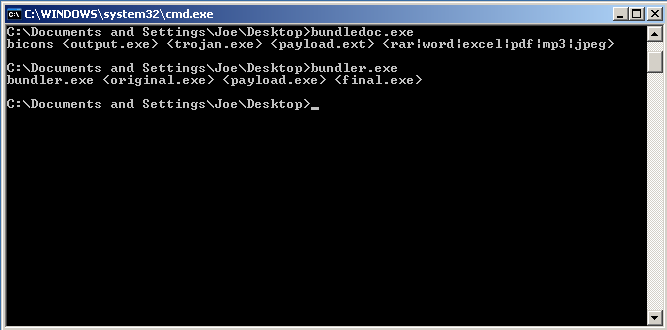 C:\WINDOWS\system32\cmd.exe
C:\Documents and Settings\Joe\Desktop>bundledoc.exe
bicons <output.exe> <trojan.exe> <payload.ext> <rar|word|excel|pdf|mp3|jpeg>
C:\Documents and Settings\Joe\Desktop>bundler.exe
bundler.exe <original.exe> <payload.exe> <final.exe>
C:\Documents and Settings\Joe\Desktop>_